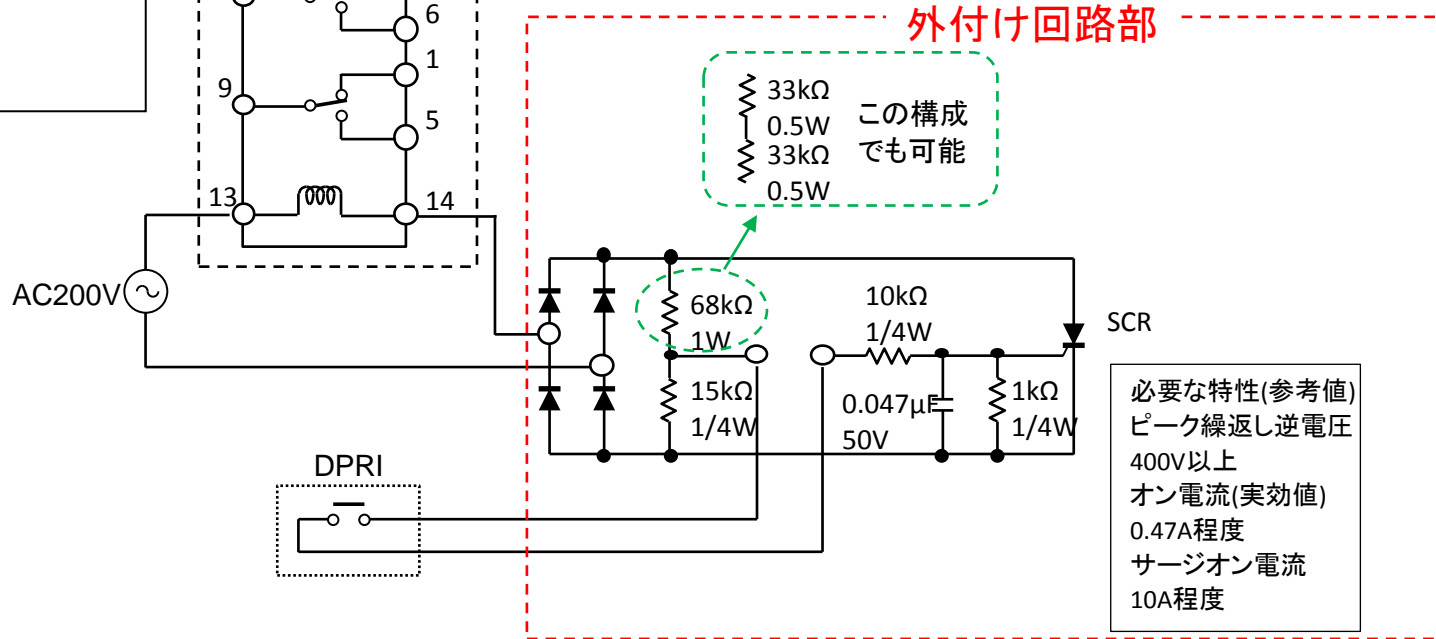 外付け回路部
6
1
9
5
13
14
33kΩ
0.5W
33kΩ
0.5W
この構成
でも可能
AC200V
68kΩ
1W
10kΩ
1/4W
SCR
15kΩ
1/4W
0.047μF
50V
1kΩ
1/4W
必要な特性(参考値)
ピーク繰返し逆電圧
400V以上
オン電流(実効値)
0.47A程度
サージオン電流
10A程度
DPRI